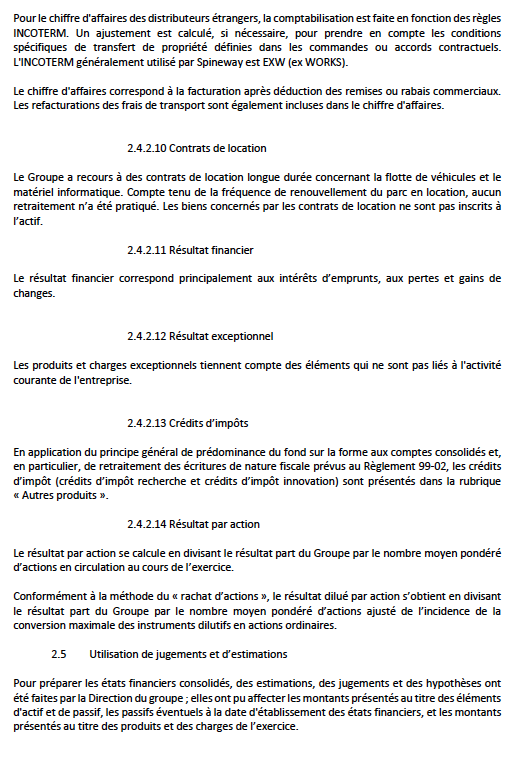 Pour le chiffre d'affaires des distributeurs étrangers, la comptabilisation est faite en fonction des règles
INCOTERM. Un ajustement est calculé, si nécessaire, pour prendre en compte les conditions
spécifiques de transfert de propriété définies dans les commandes ou accords contractuels.
L'INCOTERM généralement utilisé par Spineway est EXW (ex WORKS).
Le chiffre d'affaires correspond à la facturation après déduction des remises ou rabais commerciaux.
Les refacturations des frais de transport sont également incluses dans le chiffre d'affaires.
2.4.2.10 Contrats de location
Le Groupe a recours à des contrats de location longue durée concernant la flotte de véhicules et le
matériel informatique. Compte tenu de la fréquence de renouvellement du parc en location, aucun
retraitement n’a été pratiqué. Les biens concernés par les contrats de location ne sont pas inscrits à
l’actif.
2.4.2.11 Résultat financier
Le résultat financier correspond principalement aux intérêts d’emprunts, aux pertes et gains de
changes.
2.4.2.12 Résultat exceptionnel
Les produits et charges exceptionnels tiennent compte des éléments qui ne sont pas liés à l'activité
courante de l'entreprise.
2.4.2.13 Crédits d’impôts
En application du principe général de prédominance du fond sur la forme aux comptes consolidés et,
en particulier, de retraitement des écritures de nature fiscale prévus au Règlement 99-02, les crédits
d’impôt (crédits d’impôt recherche et crédits d’impôt innovation) sont présentés dans la rubrique
« Autres produits ».
2.4.2.14 Résultat par action
Le résultat par action se calcule en divisant le résultat part du Groupe par le nombre moyen pondéré
d’actions en circulation au cours de l’exercice.
Conformément à la méthode du « rachat d’actions », le résultat dilué par action s’obtient en divisant
le résultat part du Groupe par le nombre moyen pondéré d’actions ajusté de l’incidence de la
conversion maximale des instruments dilutifs en actions ordinaires.
2.5 Utilisation de jugements et d’estimations
Pour préparer les états financiers consolidés, des estimations, des jugements et des hypothèses ont
été faites par la Direction du groupe ; elles ont pu affecter les montants présentés au titre des éléments
d'actif et de passif, les passifs éventuels à la date d'établissement des états financiers, et les montants
présentés au titre des produits et des charges de l’exercice.